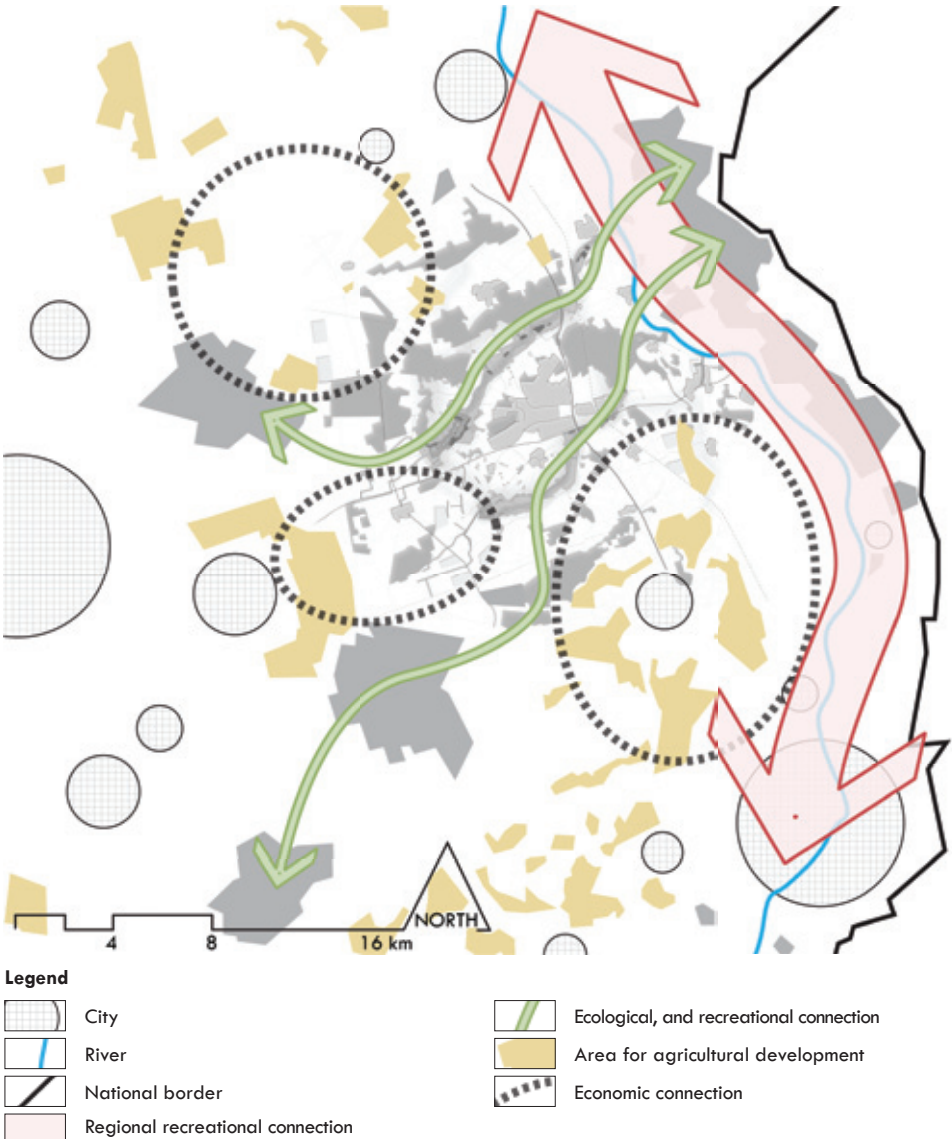 NORTH
4 8 16 km
Legend
City
River
National border
Regional recreational connection
Ecological, and recreational connection
Area for agricultural development
Economic connection